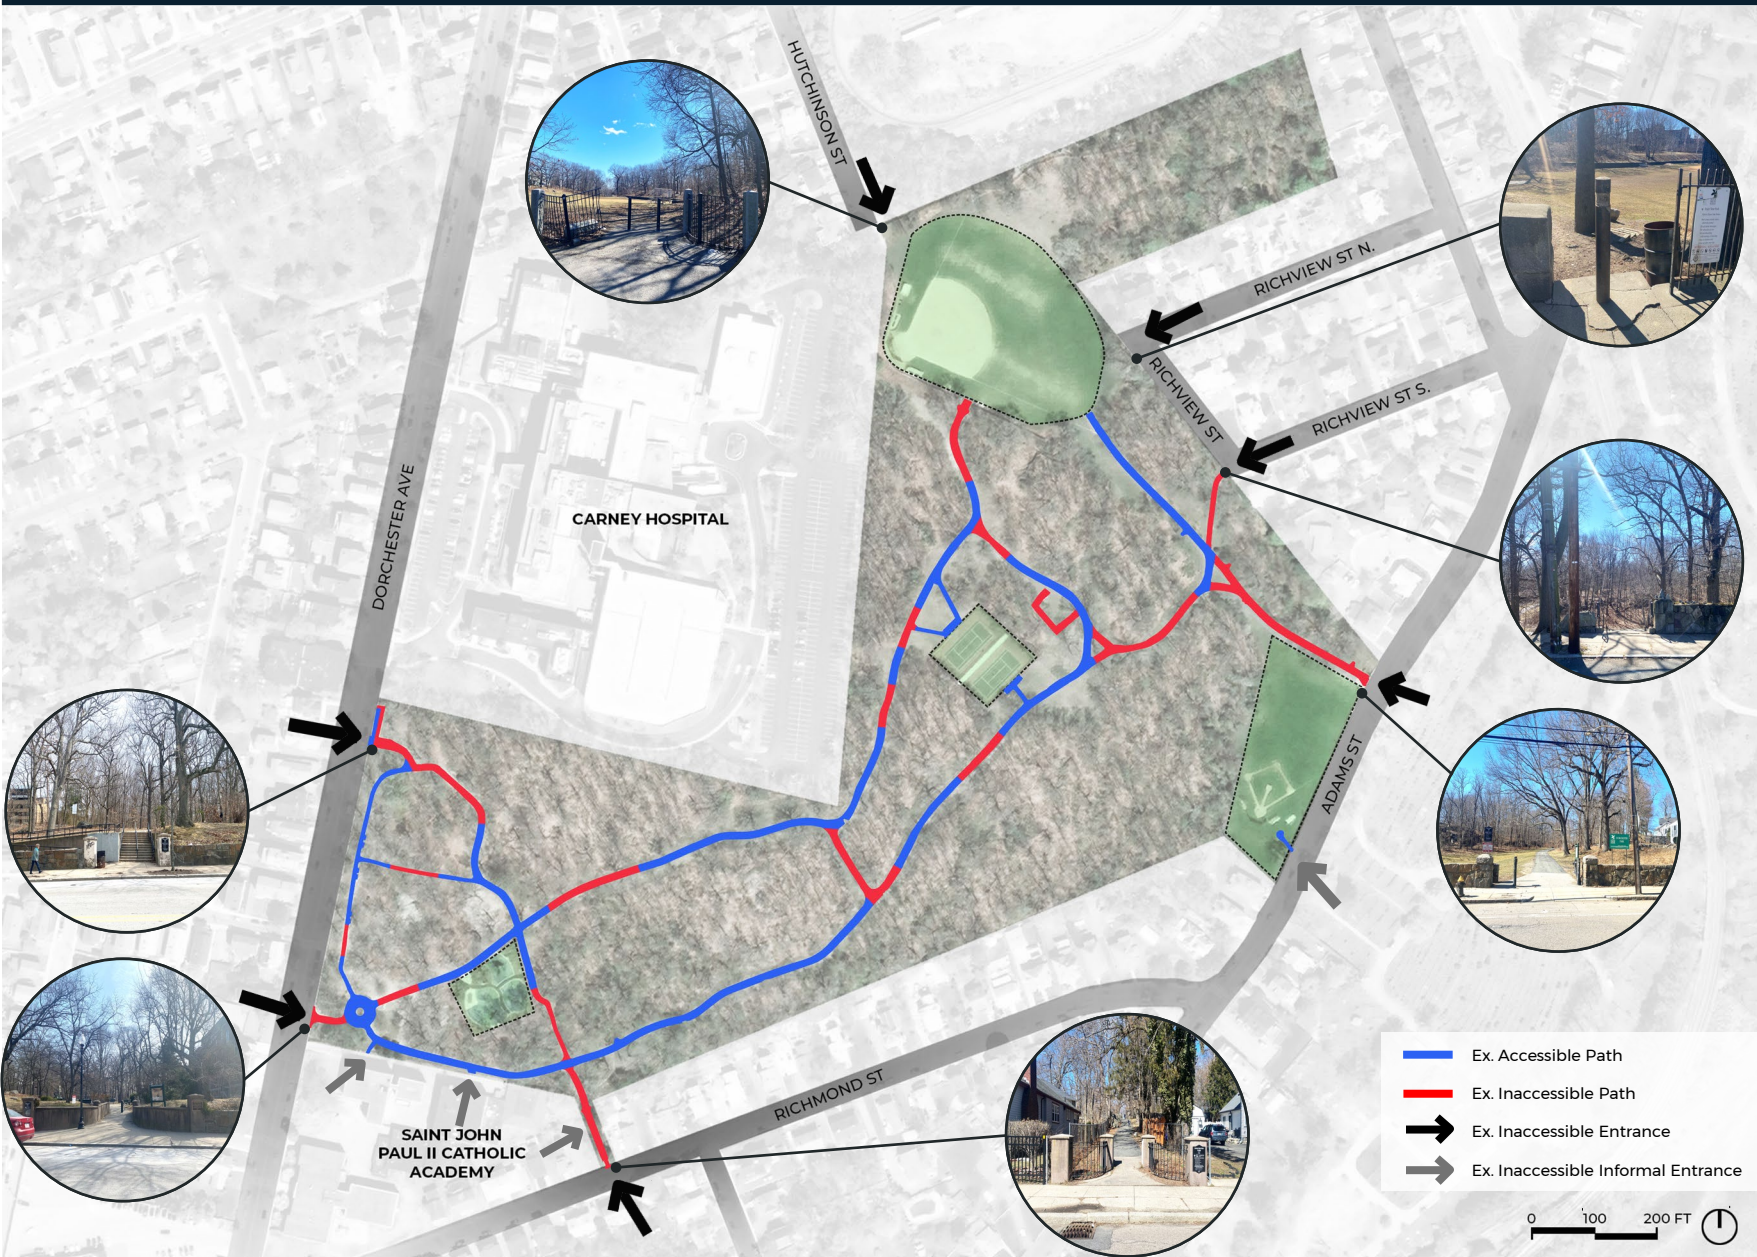 HUTCHINSON ST
RICHVIEW ST N.
RICHVIEW ST
RICHVIEW ST S.
DORCHESTER AVE
CARNEY HOSPITAL
ADAMS ST
RICHMOND ST
SAINT JOHN
PAUL II CATHOLIC
ACADEMY
Ex. Accessible Path
Ex. Inaccessible Path
Ex. Inaccessible Entrance
Ex. Inaccessible Informal Entrance
0 100 200 FT